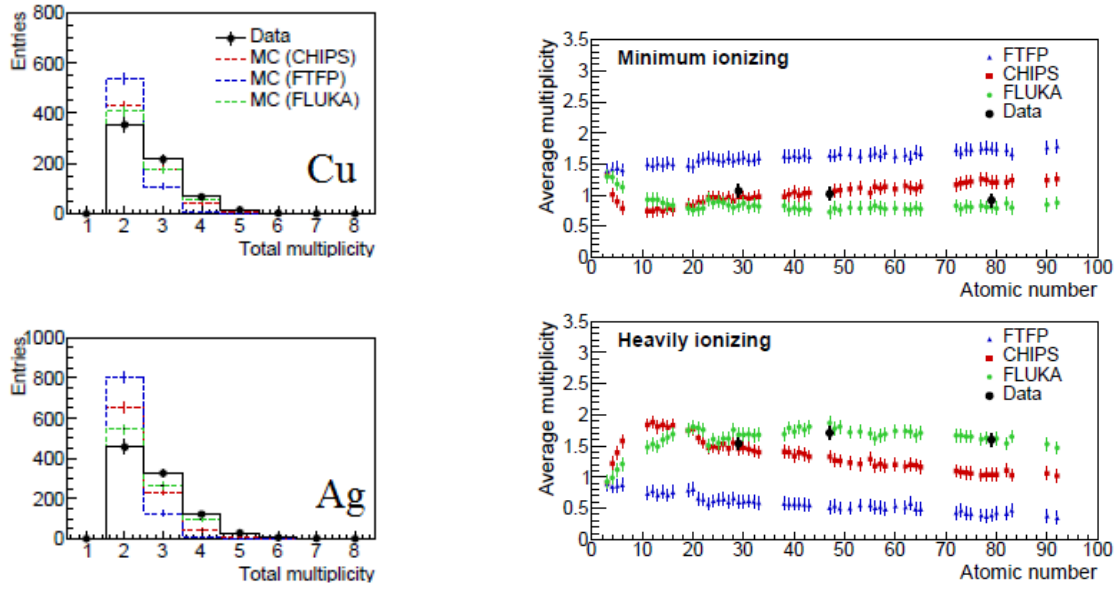 800
600
400
200
0
Entries
Data
MC (CHIPS)
MC (FTFP)
MC (FLUKA)
Cu
1 2 3 4 5 6 7 8
Total multiplicity
3.5
3
2.5
2
1.5
1
0.5
0
Average multiplicity
Minimum ionizing
FTFP
CHIPS
FLUKA
Data
0 10 20 30 40 50 60 70 80 90 100
Atomic number
1000
800
600
400
200
0
Entries
Ag
1 2 3 4 5 6 7 8
Total multiplicity
3.5
3
2.5
2
1.5
1
0.5
0
Average multiplicity
Heavily ionizing
FTFP
CHIPS
FLUKA
Data
0 10 20 30 40 50 60 70 80 90 100
Atomic number